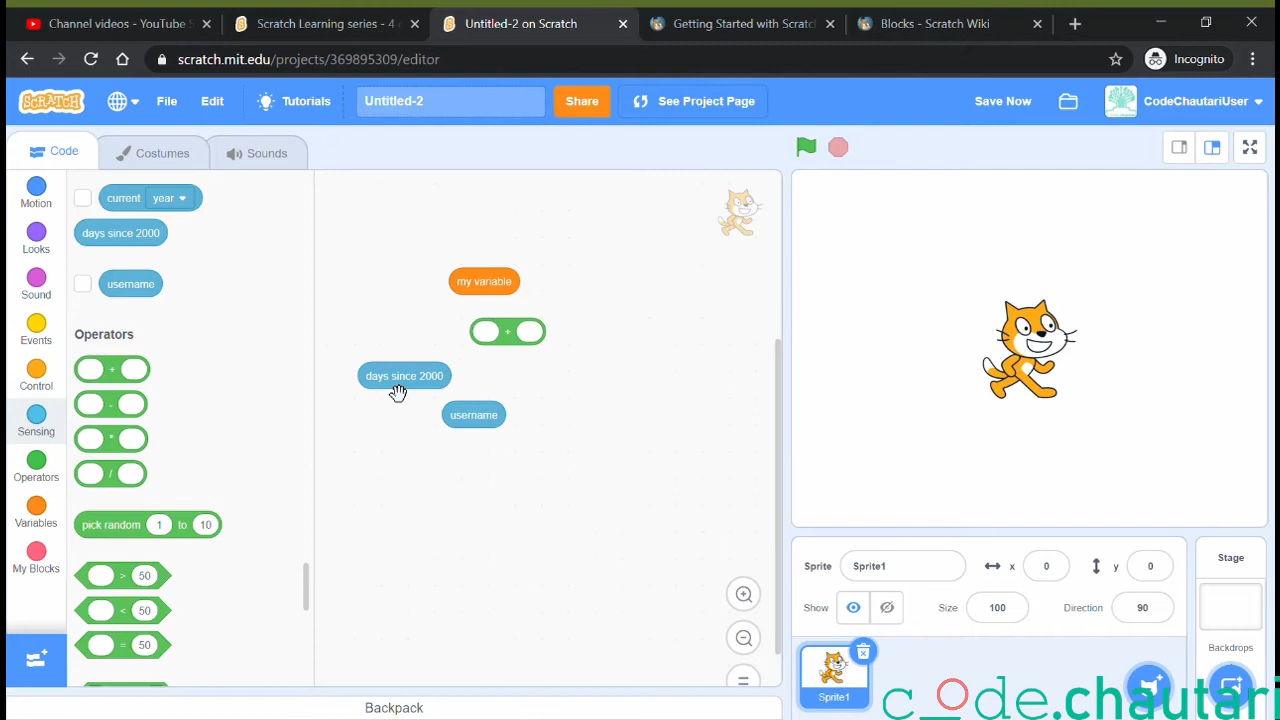 Channel videos - YouTube S
Scratch Learning series - 4 -
Untitled-2 on Scratch
Getting Started with Scratch
Blocks - Scratch Wiki
scratch.mit.edu/projects/369895309/editor
Incognito
SCRATCH
File
Edit
Tutorials
Untitled-2
Share
See Project Page
Save Now
CodeChautariUser
Code
Costumes
Sounds
Motion
Looks
Sound
Events
Control
Sensing
Operators
Variables
My Blocks
current year
days since 2000
username
Operators
+
-
*
/
pick random 1 to 10
> 50
< 50
= 50
my variable
+
days since 2000
username
Sprite Sprite1 x 0 y 0
Show Size 100 Direction 90
Sprite1
Stage
Backdrops
Backpack
c_Ode.chautari